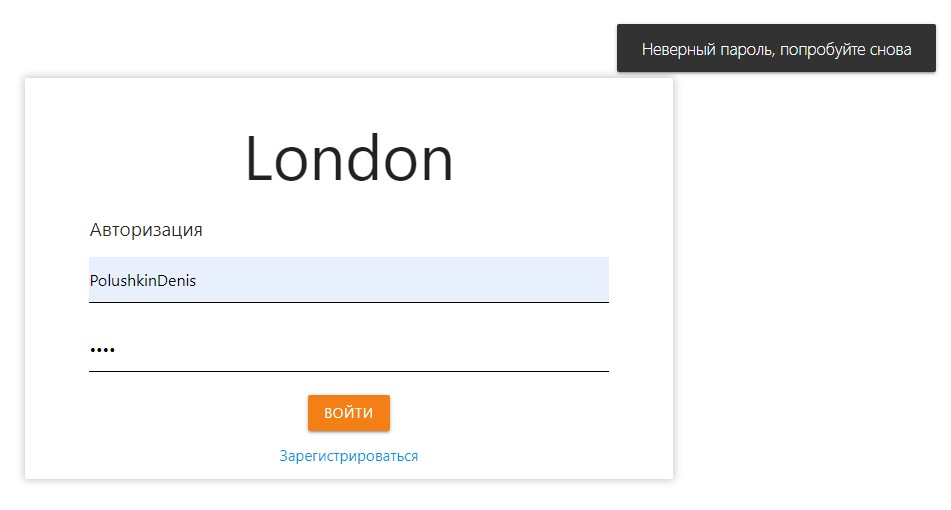 Неверный пароль, попробуйте снова
London
Авторизация
PolushkinDenis
••••
ВОЙТИ
Зарегистрироваться